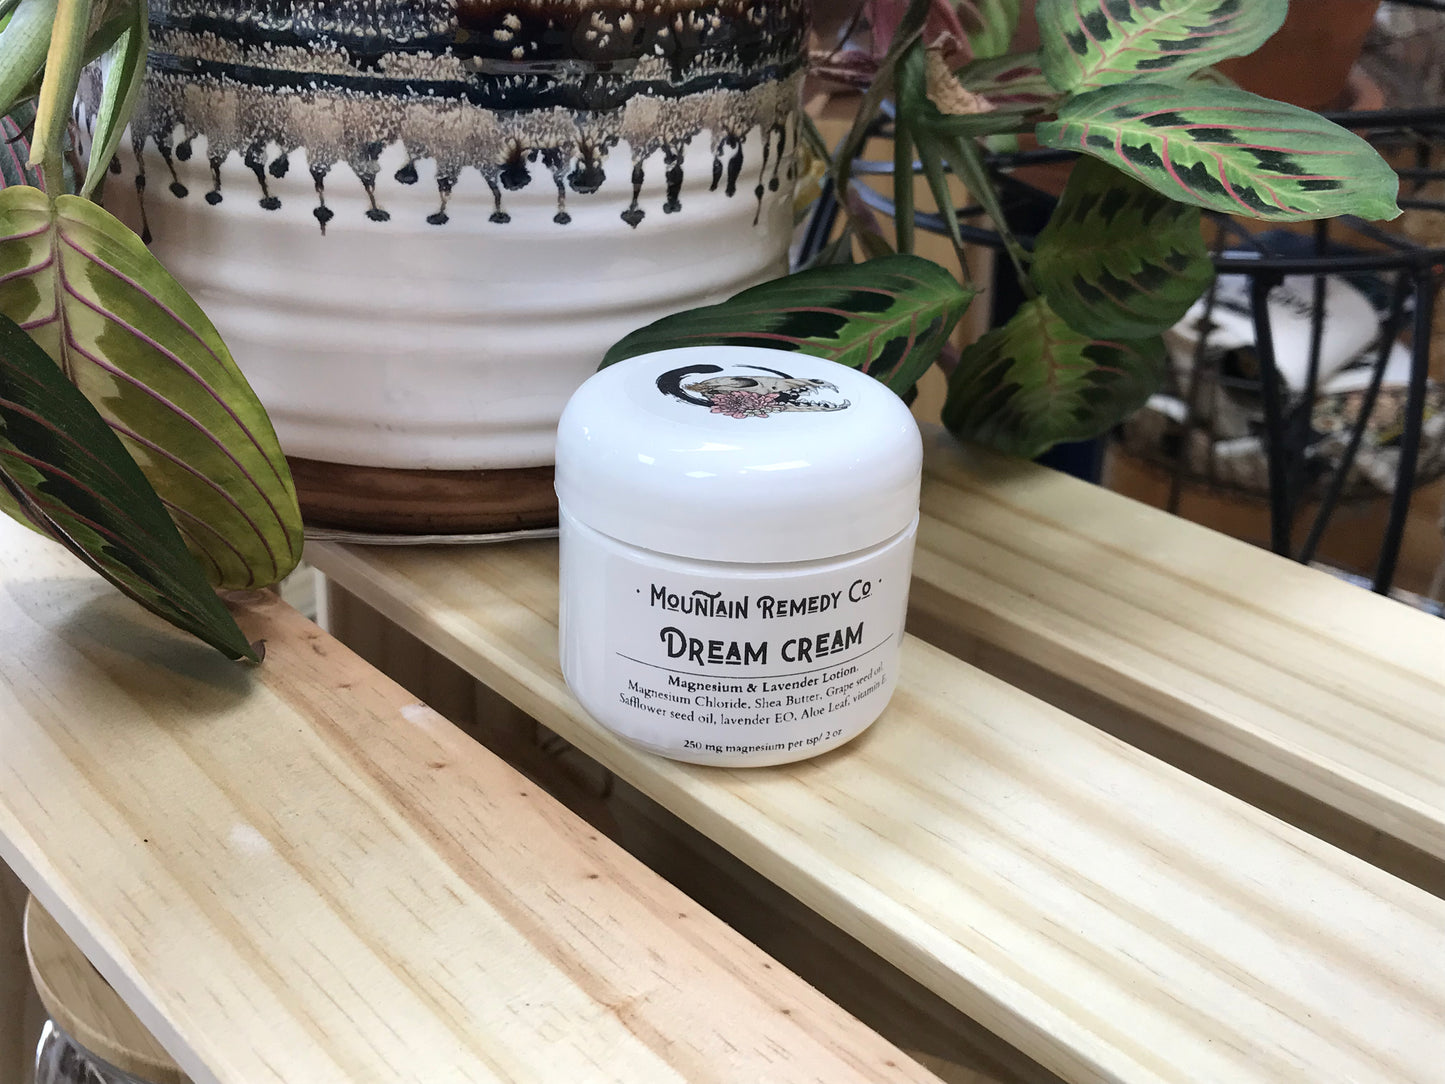 · Mountain Remedy Co ·
Dream Cream
Magnesium & Lavender Lotion.
Magnesium Chloride, Shea Butter, Grape seed oil,
Safflower seed oil, lavender EO, Aloe Leaf, vitamin E.
250 mg magnesium per tsp/ 2 oz